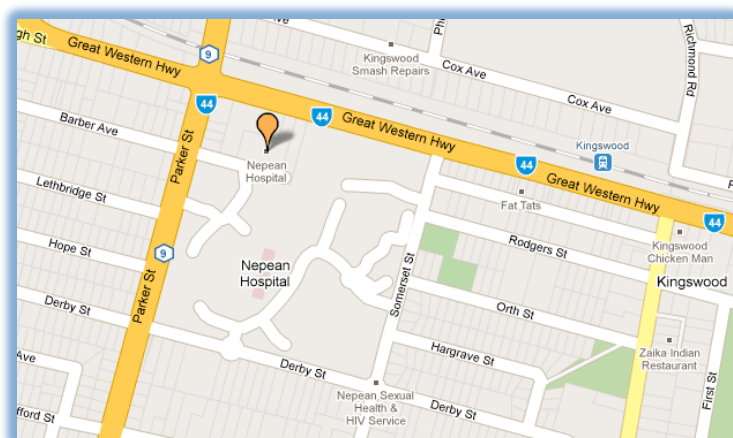 gh St
Great Western Hwy
9
Kingswood
Smash Repairs
Cox Ave
Cox Ave
Richmond Rd
44
44
Great Western Hwy
Barber Ave
Parker St
Nepean
Hospital
Kingswood
44
Great Western Hwy
44
Lethbridge St
Fat Tats
Hope St
9
Nepean
Hospital
Somerset St
Rodgers St
Kingswood
Chicken Man
Kingswood
Parker St
Derby St
Orth St
Hargrave St
Zaika Indian
Restaurant
Ave
Derby St
Nepean Sexual
Health &
HIV Service
Derby St
First St
fford St